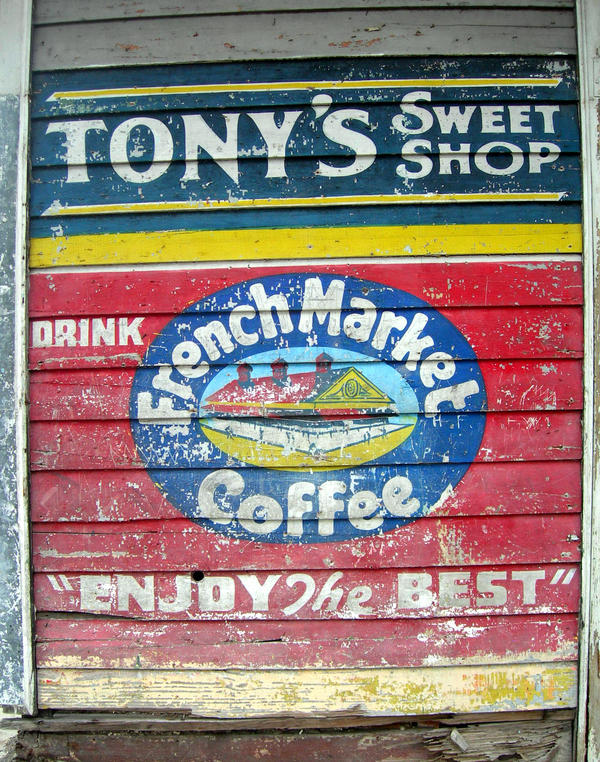 TONY'S SWEET SHOP
DRINK
French Market
Coffee
"ENJOY The BEST"